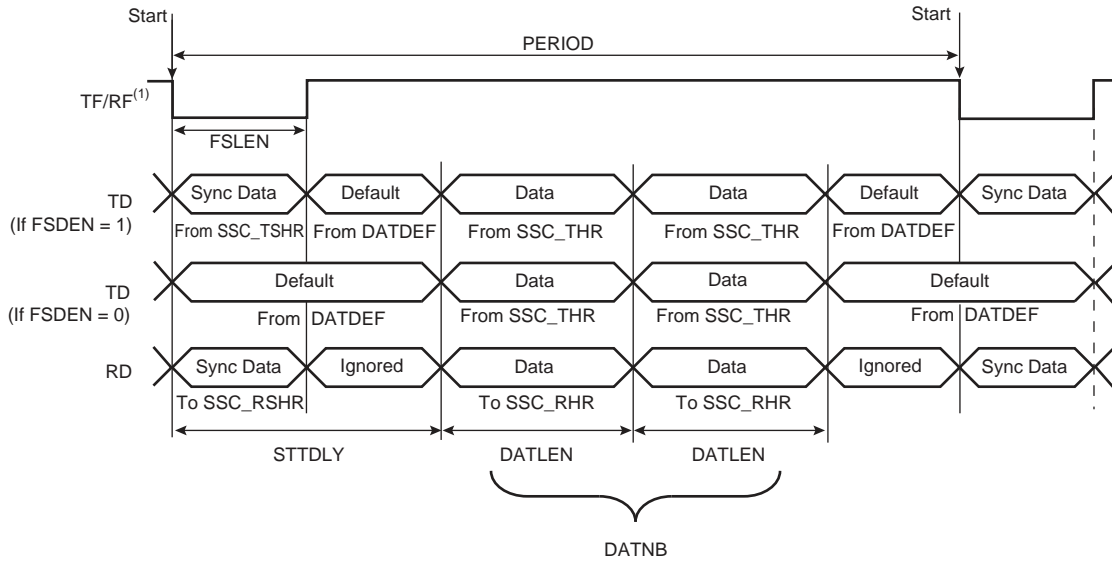 Start Start
PERIOD
TF/RF(1)
FSLEN
TD
(If FSDEN = 1)
Sync Data Default Data Data Default Sync Data
From SSC_TSHR From DATDEF From SSC_THR From SSC_THR From DATDEF
TD
(If FSDEN = 0)
Default Data Data Default
From DATDEF From SSC_THR From SSC_THR From DATDEF
RD Sync Data Ignored Data Data Ignored Sync Data
To SSC_RSHR To SSC_RHR To SSC_RHR
STTDLY DATLEN DATLEN
DATNB